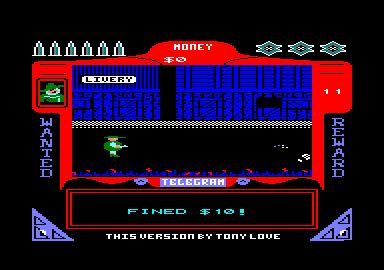 MONEY
$0
LIVERY
11
WANTED
REWARD
TELEGRAM
FINED $10!
THIS VERSION BY TONY LOVE